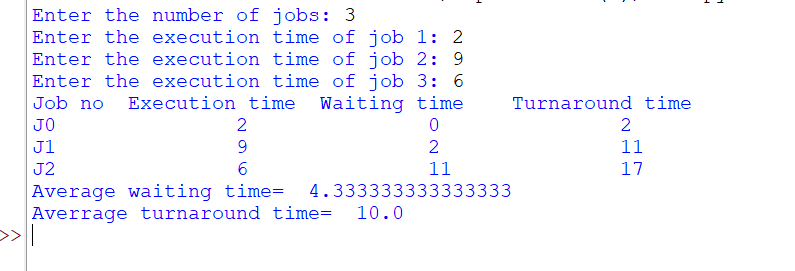 Enter the number of jobs: 3
Enter the execution time of job 1: 2
Enter the execution time of job 2: 9
Enter the execution time of job 3: 6
Job no  Execution time  Waiting time    Turnaround time
J0               2               0               2
J1               9               2               11
J2               6               11              17
Average waiting time=  4.333333333333333
Averrage turnaround time=  10.0
>>